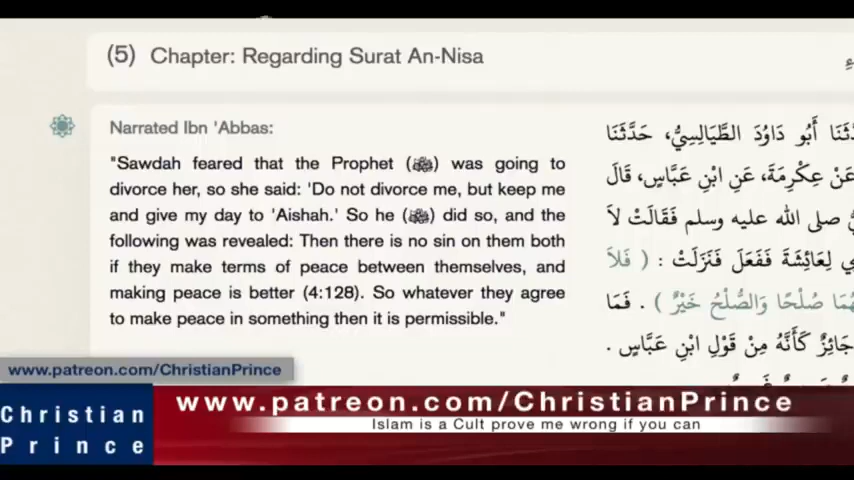 (5) Chapter: Regarding Surat An-Nisa
Narrated Ibn 'Abbas:
"Sawdah feared that the Prophet (ﷺ) was going to
divorce her, so she said: 'Do not divorce me, but keep me
and give my day to 'Aishah.' So he (ﷺ) did so, and the
following was revealed: Then there is no sin on them both
if they make terms of peace between themselves, and
making peace is better (4:128). So whatever they agree
to make peace in something then it is permissible."
أَبُو دَاوُدَ الطَّيَالِسِيُّ، حَدَّثَنَا
عَنْ عِكْرِمَةَ، عَنِ ابْنِ عَبَّاسٍ، قَالَ
صلى الله عليه وسلم فَقَالَتْ لاَ
لِعَائِشَةَ فَفَعَلَ فَنَزَلَتْ : ( فَلاَ
صُلْحًا وَالصُّلْحُ خَيْرٌ ) . فَمَا
جَائِزٌ كَأَنَّهُ مِنْ قَوْلِ ابْنِ عَبَّاسٍ .
www.patreon.com/ChristianPrince
Christian
Prince
www.patreon.com/ChristianPrince
Islam is a Cult prove me wrong if you can